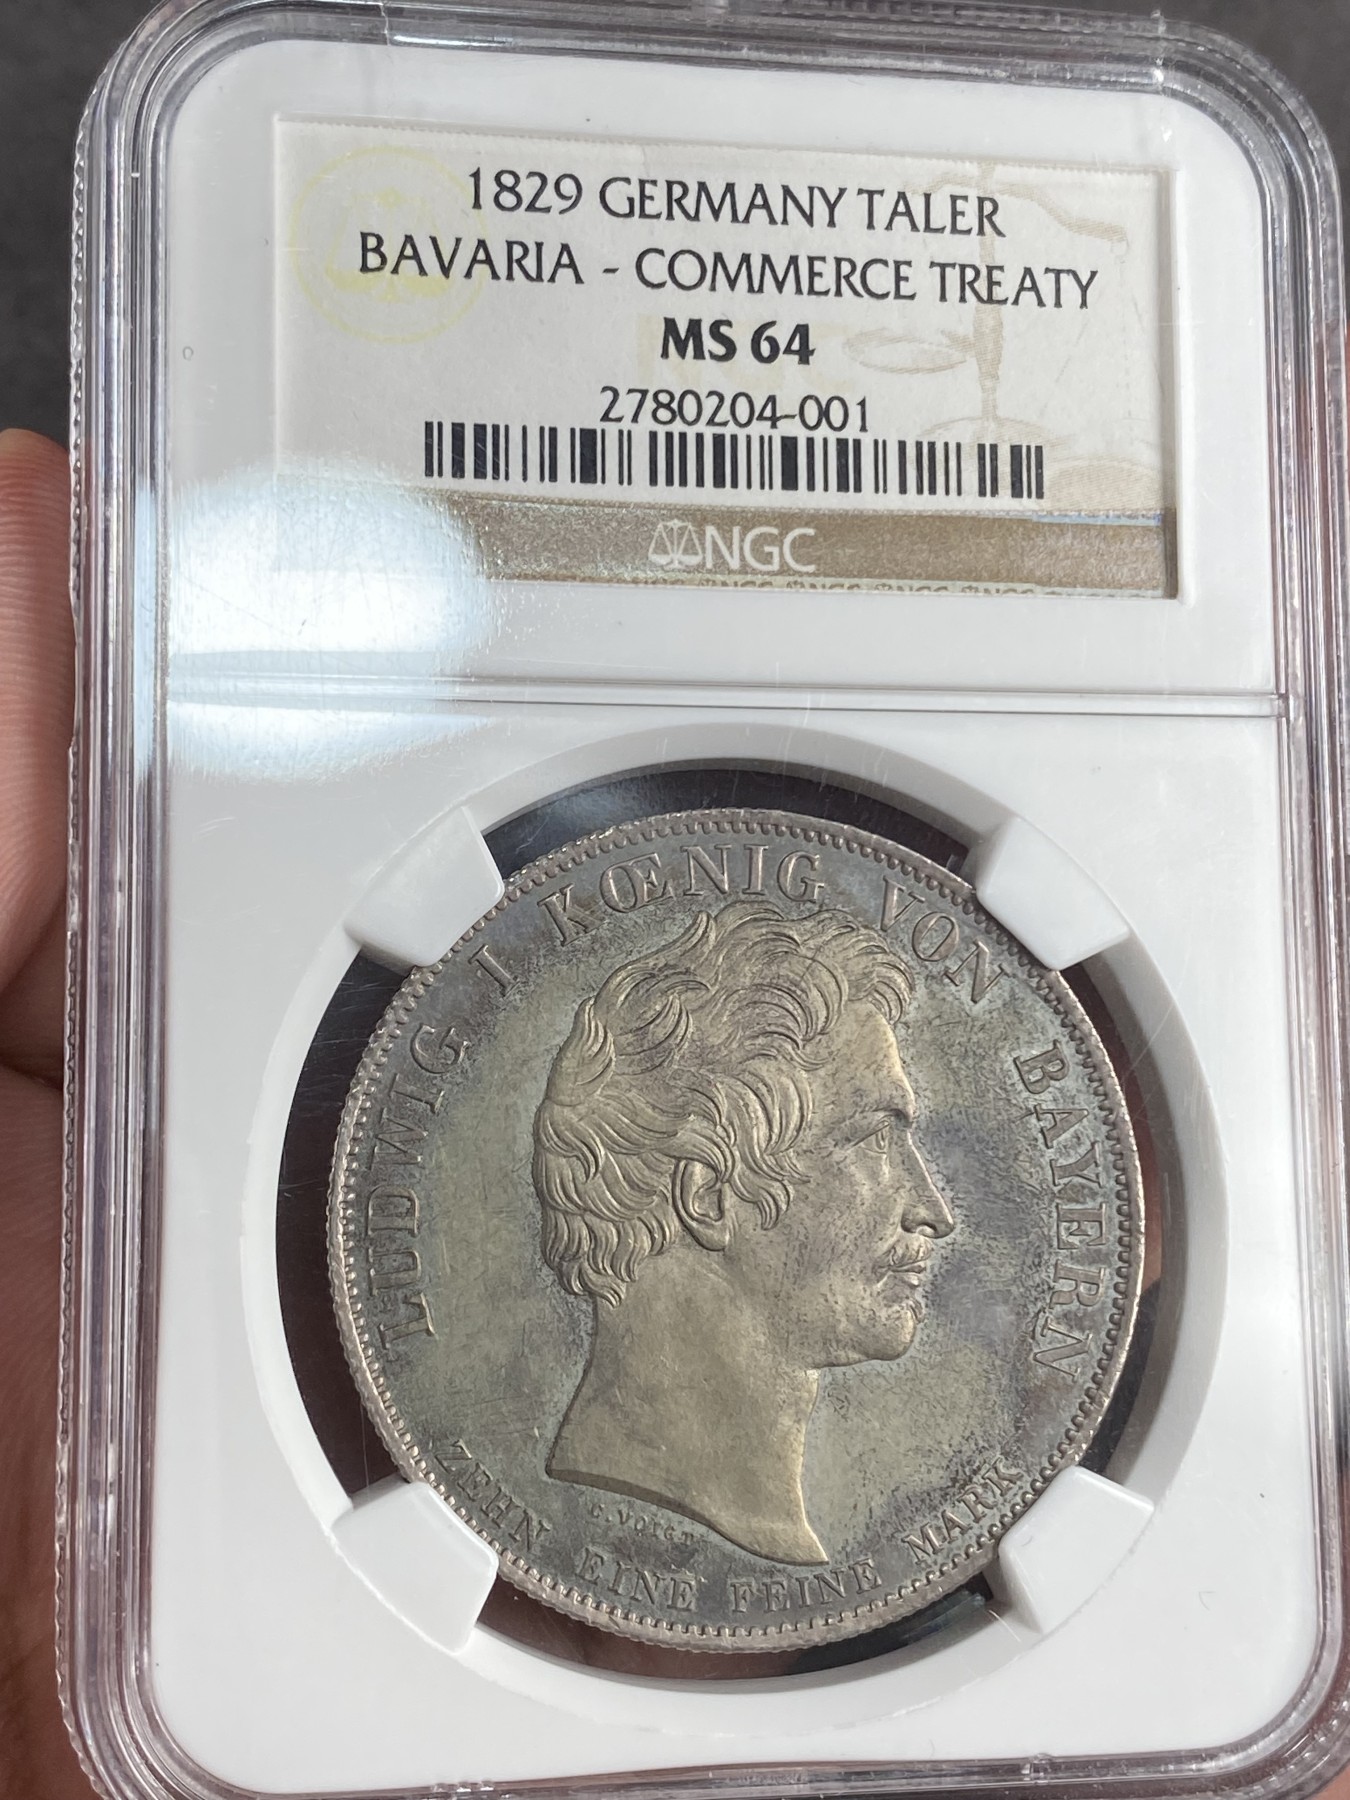 1829 GERMANY TALER
BAVARIA - COMMERCE TREATY
MS 64
2780204-001
NGC
LUDWIG I KŒNIG VON BAYERN
C. VOIGT
ZEHN EINE FEINE MARK